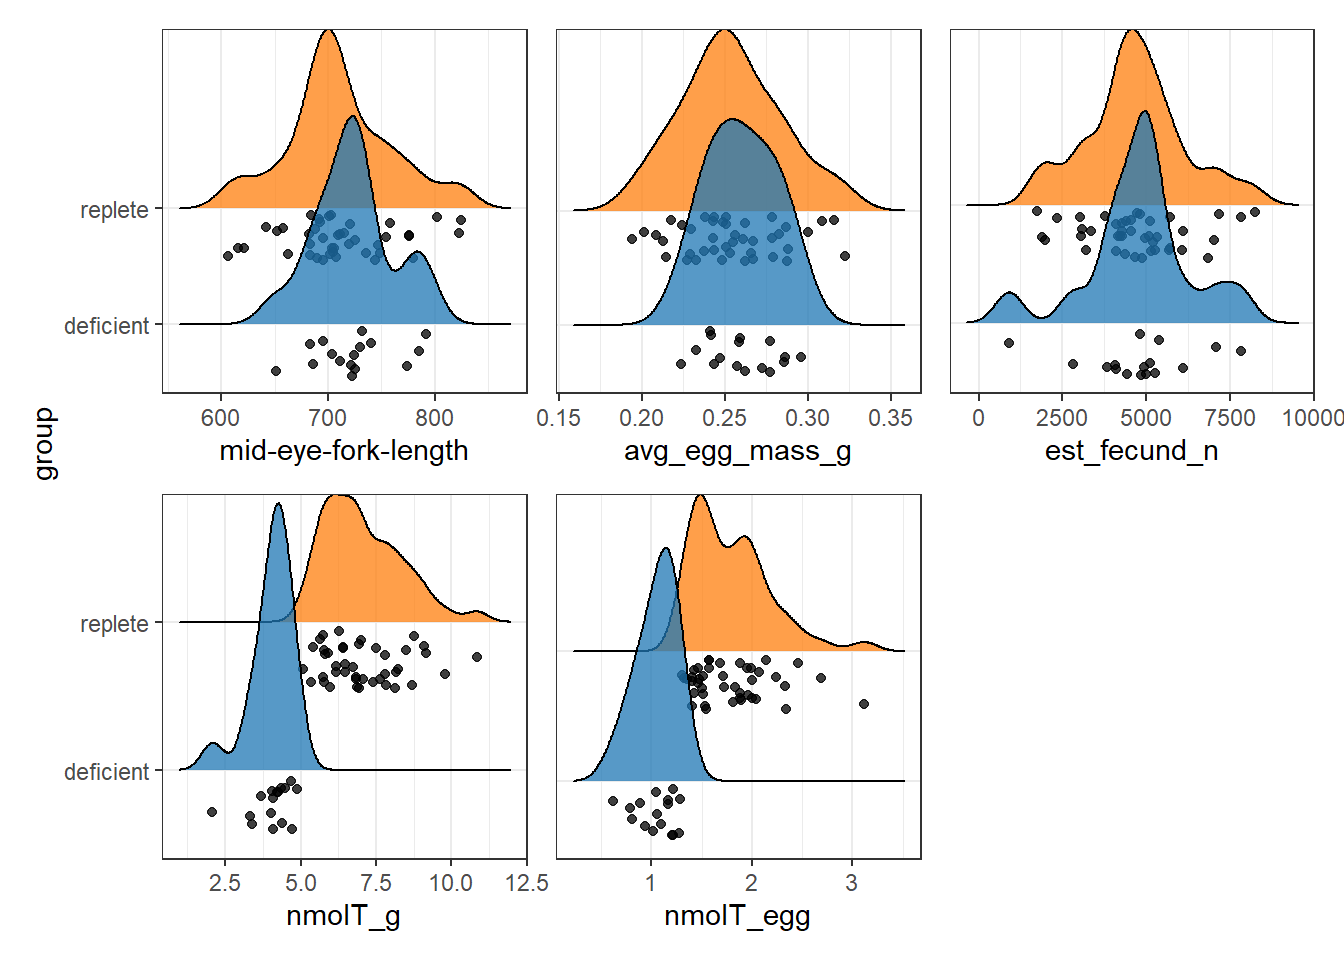 group
replete
deficient
600 700 800
mid-eye-fork-length
0.15 0.20 0.25 0.30 0.35
avg_egg_mass_g
0 2500 5000 7500 10000
est_fecund_n
replete
deficient
2.5 5.0 7.5 10.0 12.5
nmolT_g
1 2 3
nmolT_egg